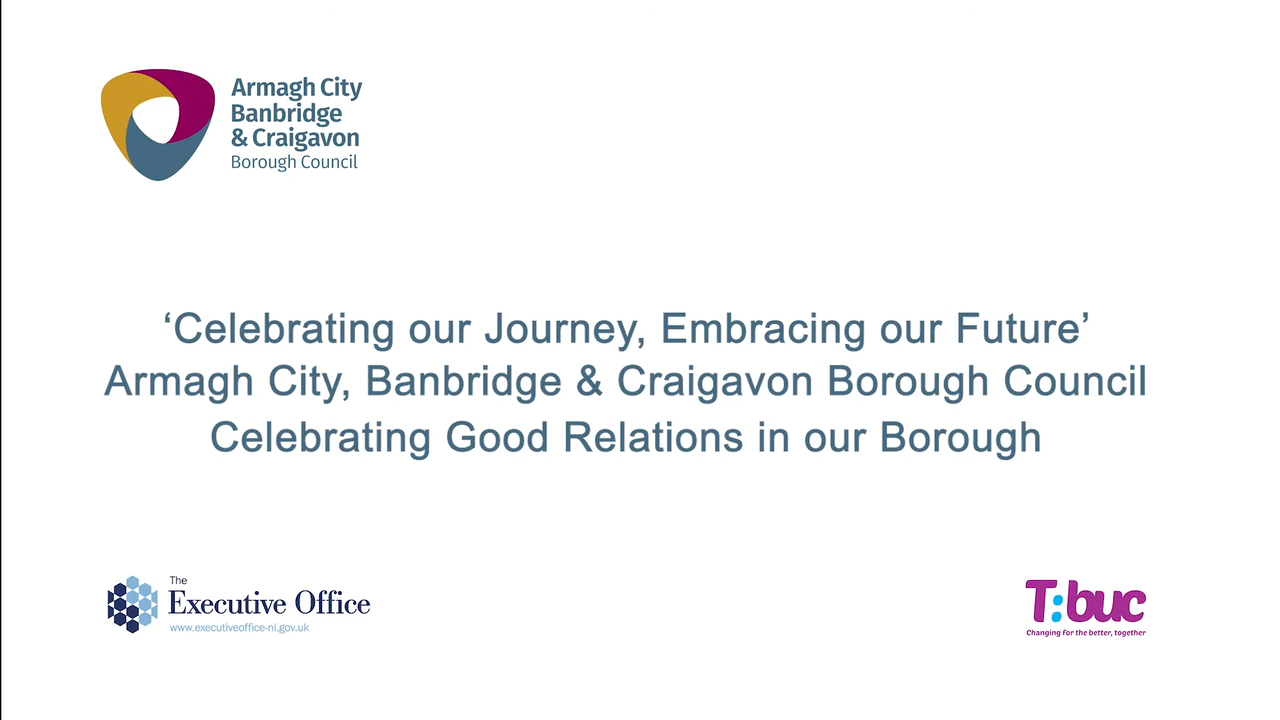 Armagh City
Banbridge
& Craigavon
Borough Council
‘Celebrating our Journey, Embracing our Future’
Armagh City, Banbridge & Craigavon Borough Council
Celebrating Good Relations in our Borough
The
Executive Office
www.executiveoffice-ni.gov.uk
T:buc
Changing for the better, together